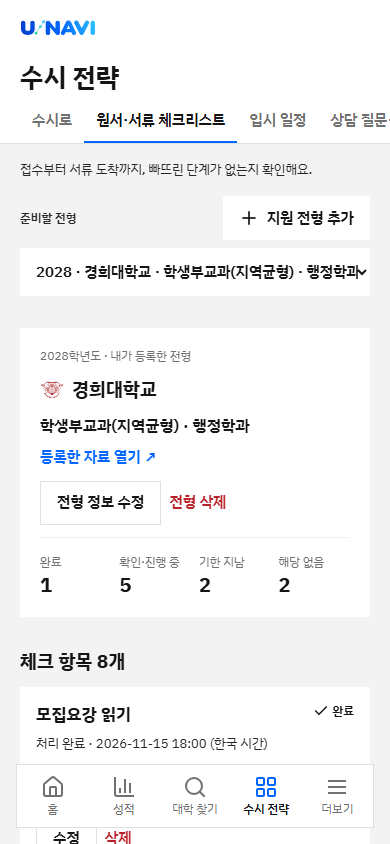 UNAVI
수시 전략
수시로
원서·서류 체크리스트
입시 일정
상담 질문
접수부터 서류 도착까지, 빠뜨린 단계가 없는지 확인해요.
준비할 전형
+ 지원 전형 추가
2028 · 경희대학교 · 학생부교과(지역균형) · 행정학과
2028학년도 · 내가 등록한 전형
경희대학교
학생부교과(지역균형) · 행정학과
등록한 자료 열기 ↗
전형 정보 수정
전형 삭제
완료
확인·진행 중
기한 지남
해당 없음
1
5
2
2
체크 항목 8개
모집요강 읽기
✓ 완료
처리 완료 · 2026-11-15 18:00 (한국 시간)
홈
성적
대학 찾기
수시 전략
더보기
수정
삭제